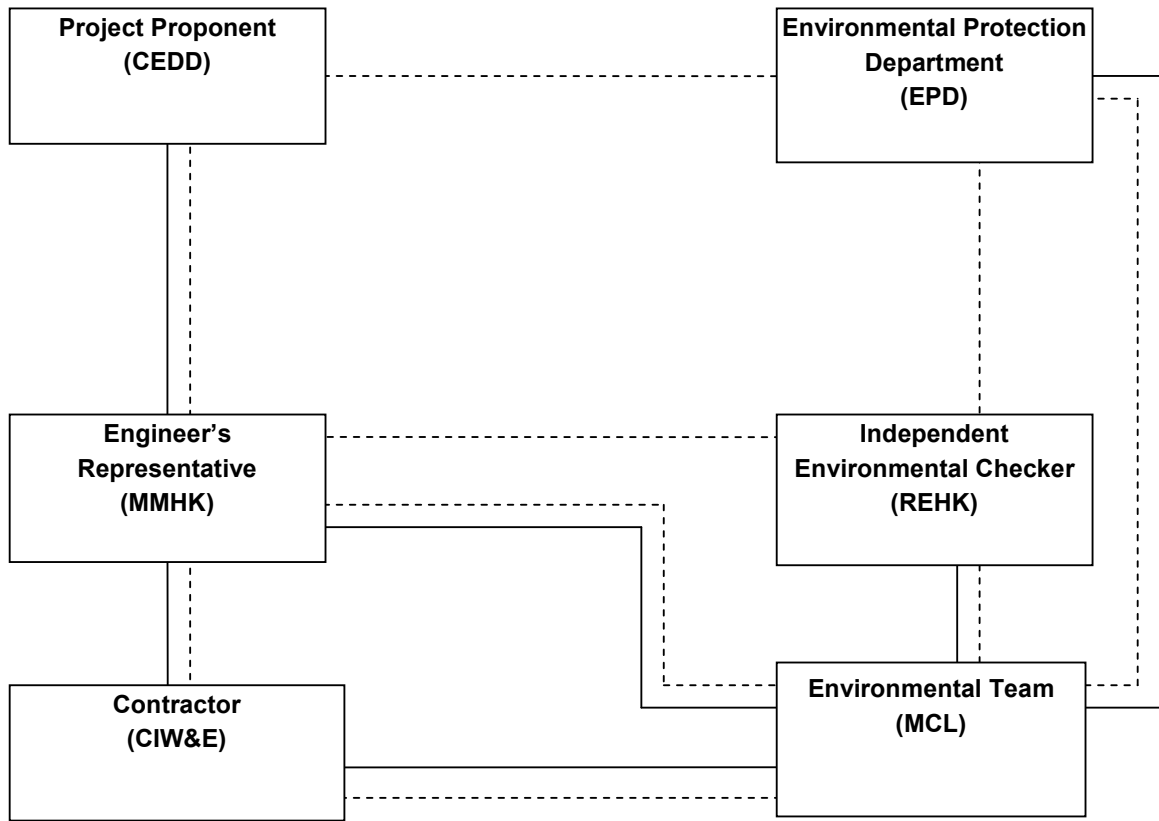 Project Proponent
(CEDD)
Environmental Protection
Department
(EPD)
Engineer’s
Representative
(MMHK)
Independent
Environmental Checker
(REHK)
Contractor
(CIW&E)
Environmental Team
(MCL)